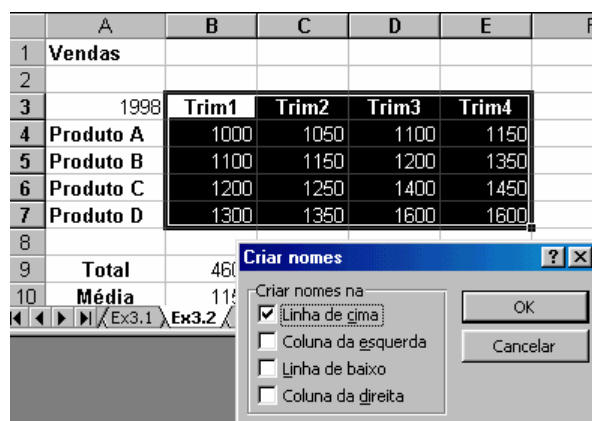 A B C D E F
1 Vendas
2
3 1998 Trim1 Trim2 Trim3 Trim4
4 Produto A 1000 1050 1100 1150
5 Produto B 1100 1150 1200 1350
6 Produto C 1200 1250 1400 1450
7 Produto D 1300 1350 1600 1600
8
9 Total
10 Média
Ex3.1 Ex3.2
Criar nomes ? ×
Criar nomes na
Linha de cima
Coluna da esquerda
Linha de baixo
Coluna da direita
OK
Cancelar